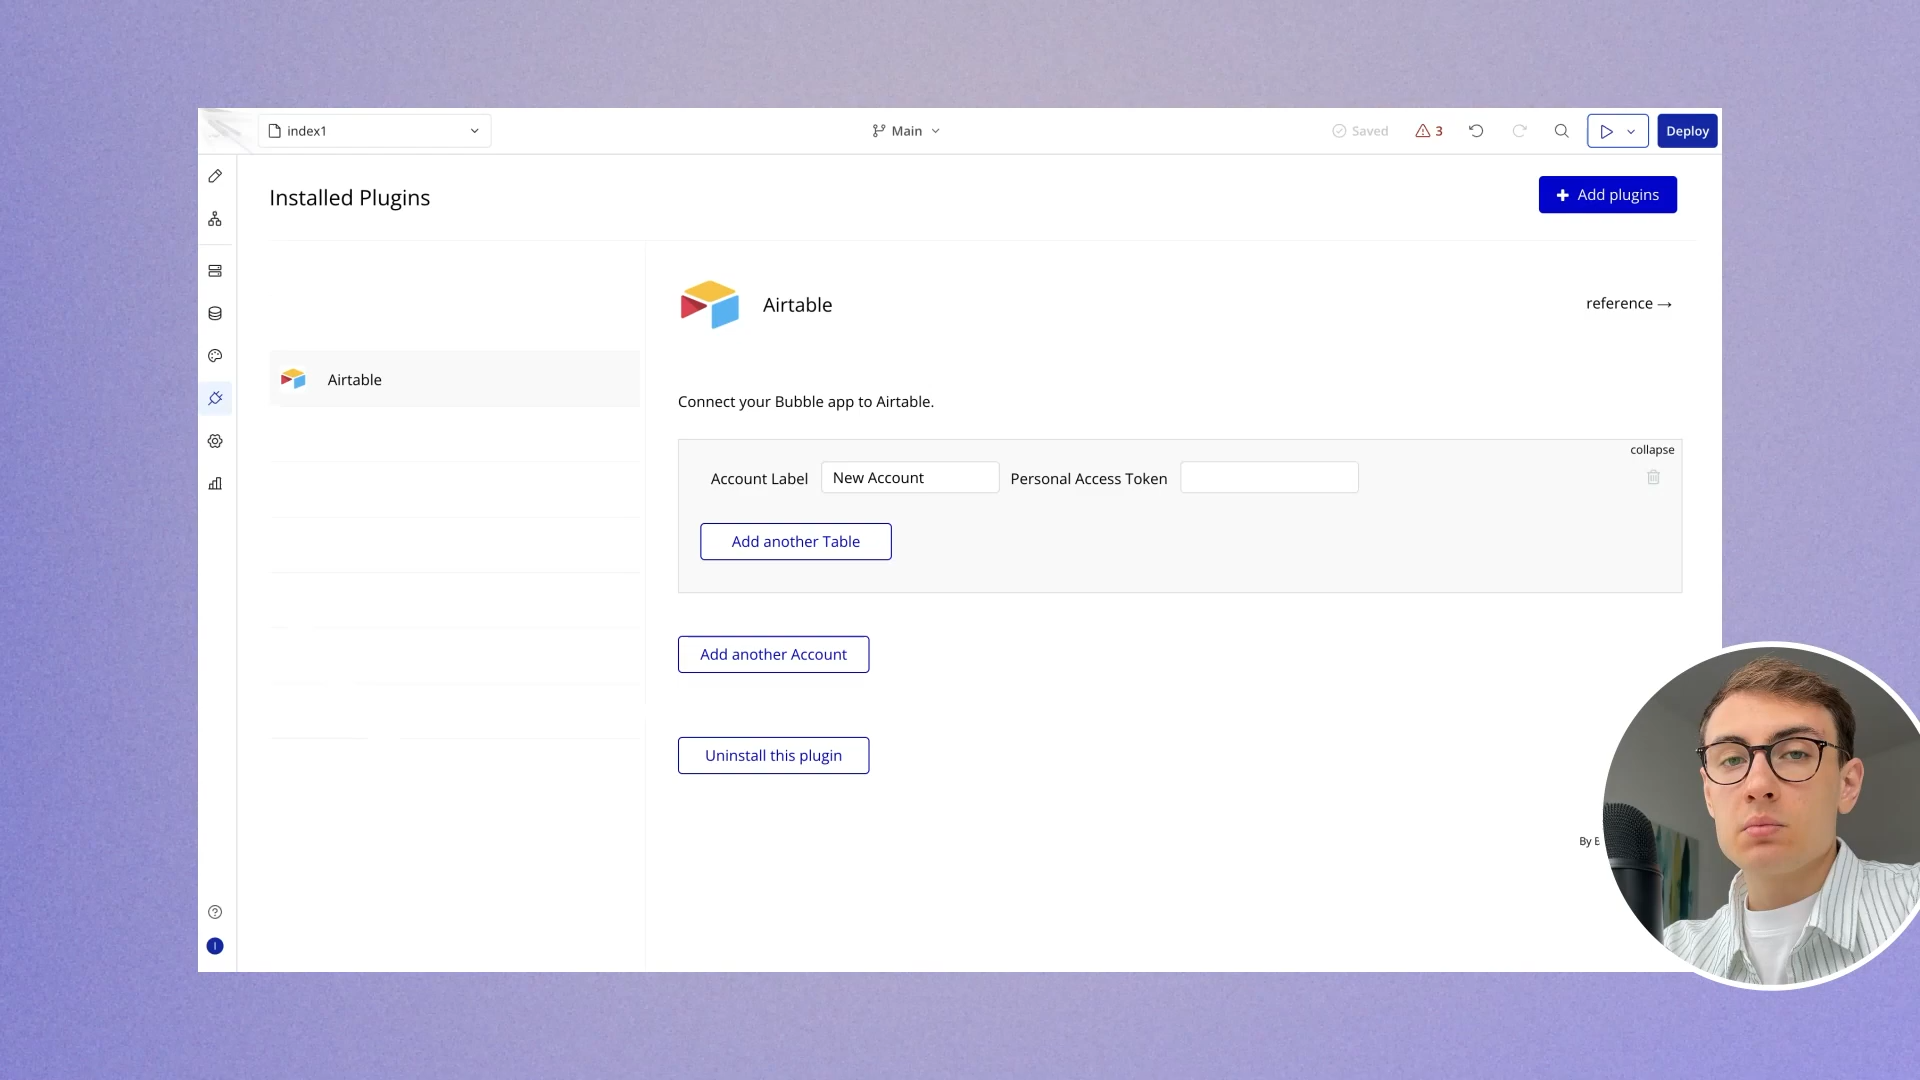 index1
Main
Saved
3
Deploy
Installed Plugins
Add plugins
Airtable
reference →
Airtable
Connect your Bubble app to Airtable.
collapse
Account Label
New Account
Personal Access Token
Add another Table
Add another Account
Uninstall this plugin
By
I